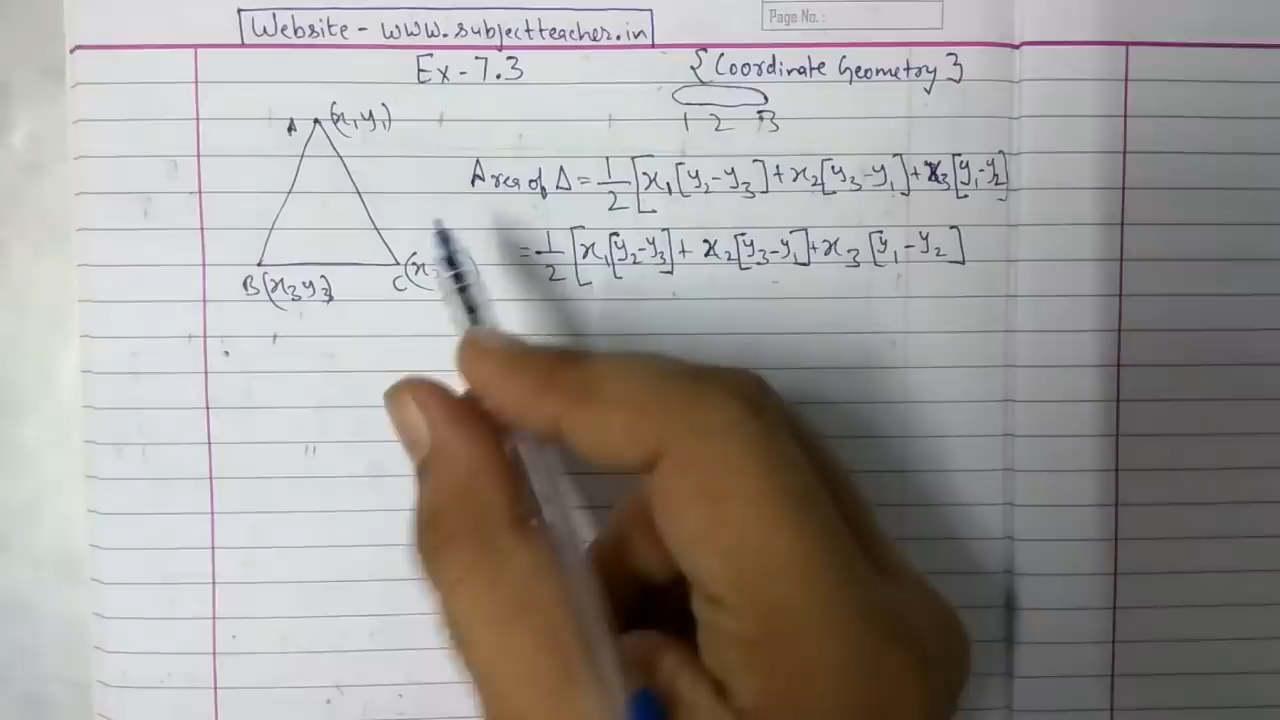 Website - www.subjectteacher.in
Page No.:
Ex-7.3 {Coordinate Geometry}
1 2 3
A (x₁y₁)
Area of Δ = 1/2 [x₁[y₂-y₃]+x₂[y₃-y₁]+x₃[y₁-y₂]
= 1/2 [x₁[y₂-y₃]+ x₂[y₃-y₁]+x₃ [y₁-y₂]
B(x₃y₃) C(x